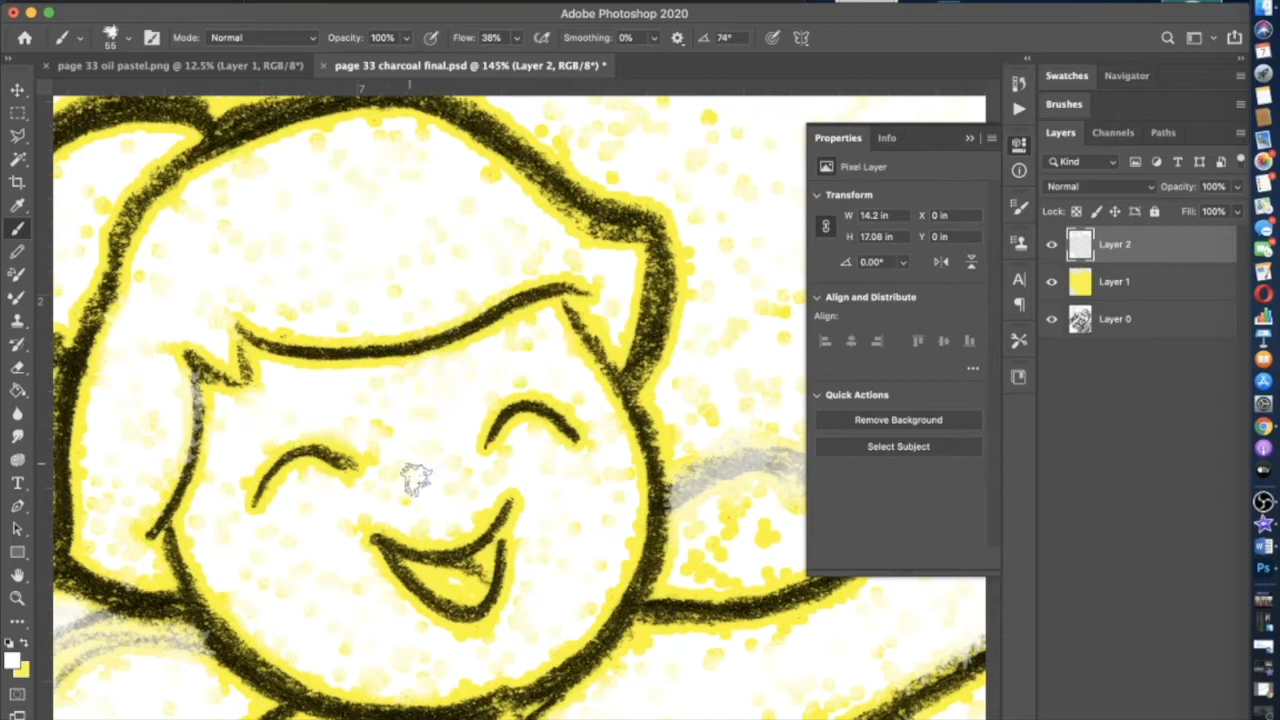 Adobe Photoshop 2020
55
Mode: Normal
Opacity: 100%
Flow: 38%
Smoothing: 0%
74°
page 33 oil pastel.png @ 12.5% (Layer 1, RGB/8*)
page 33 charcoal final.psd @ 145% (Layer 2, RGB/8*) *
7
2
Properties
Info
Pixel Layer
Transform
W 14.2 in
X 0 in
H 17.08 in
Y 0 in
0.00°
Align and Distribute
Align:
Quick Actions
Remove Background
Select Subject
Swatches
Navigator
Brushes
Layers
Channels
Paths
Kind
Normal
Opacity: 100%
Lock:
Fill: 100%
Layer 2
Layer 1
Layer 0